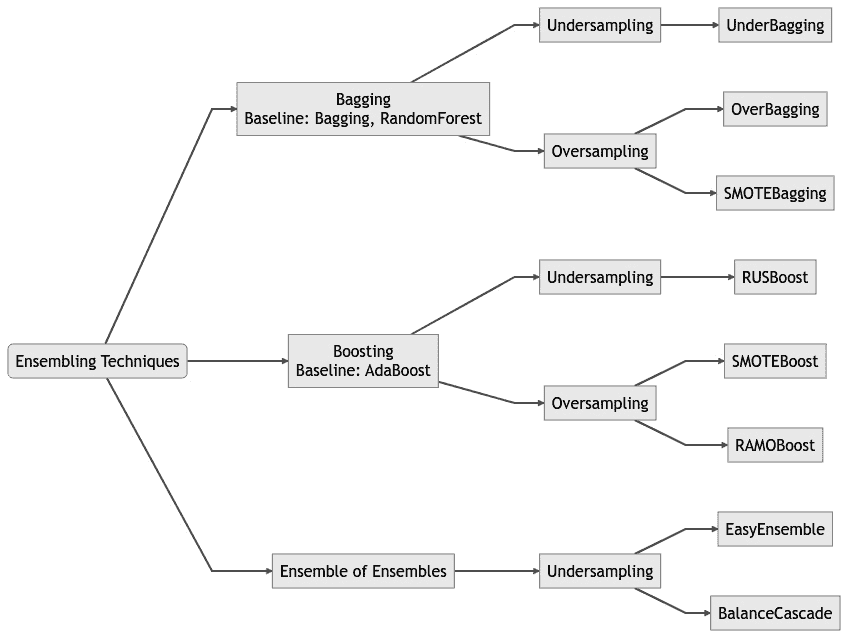 Undersampling
UnderBagging
Bagging
Baseline: Bagging, RandomForest
OverBagging
Oversampling
SMOTEBagging
Undersampling
RUSBoost
Ensembling Techniques
Boosting
Baseline: AdaBoost
SMOTEBoost
Oversampling
RAMOBoost
EasyEnsemble
Ensemble of Ensembles
Undersampling
BalanceCascade